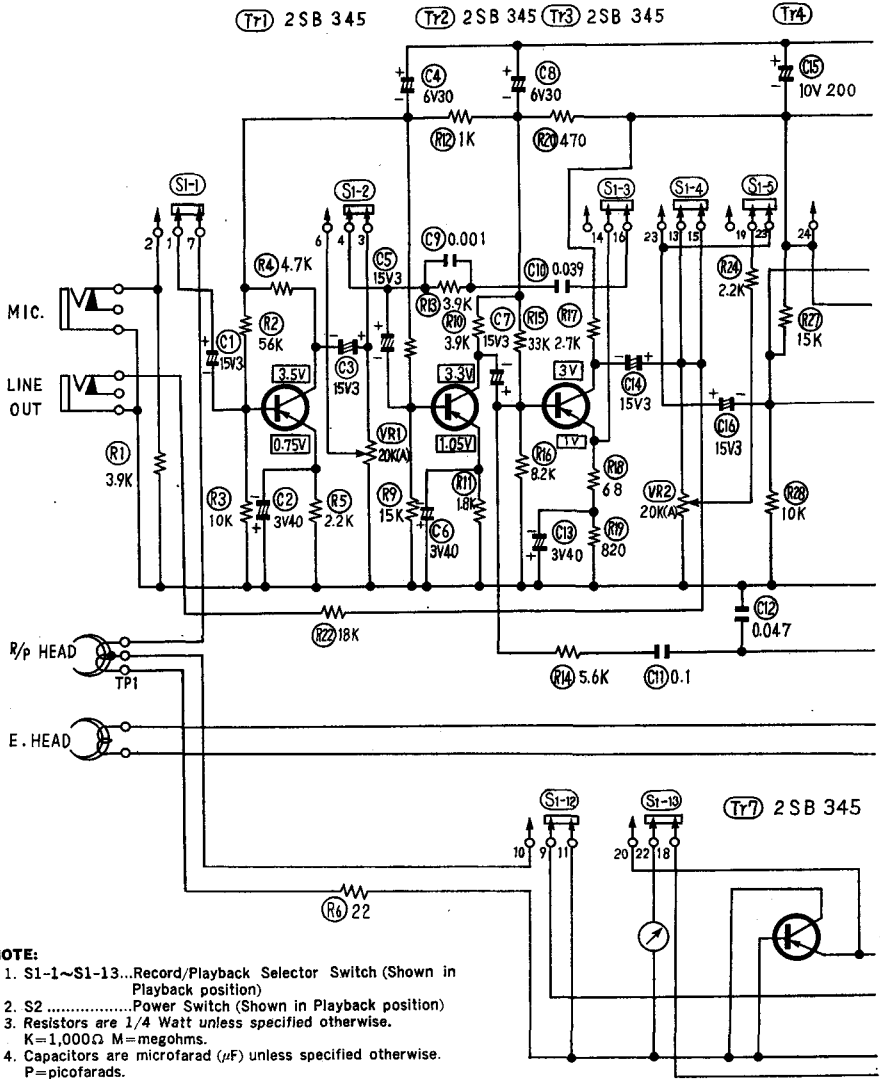 Tr1 2SB 345 Tr2 2SB 345 Tr3 2SB 345 Tr4
C4 6V30
C8 6V30
C15 10V 200
R12 1K
R20 470
S1-1
S1-2
S1-3
S1-4
S1-5
2 1 7
6 4 3
14 16
23 13 15
19 23
24
C9 0.001
C10 0.039
R4 4.7K
C5 15V3
R13 3.9K
R24 2.2K
MIC.
R2 56K
R10 3.9K
C7 15V3
R15 33K
R17 2.7K
R27 15K
C1 15V3
C3 15V3
3.5V
3.3V
3V
C14 15V3
LINE OUT
C16 15V3
0.75V
1.05V
1V
VR1 20K(A)
R1 3.9K
R16 8.2K
R18 68
R3 10K
C2 3V40
R5 2.2K
R9 15K
C6 3V40
R11 1.8K
C13 3V40
R19 820
VR2 20K(A)
R28 10K
R22 18K
C12 0.047
R/P HEAD
TP1
R14 5.6K
C11 0.1
E. HEAD
S1-12
S1-13
Tr7 2SB 345
10 9 11
20 22 18
R6 22
OTE:
1. S1-1~S1-13...Record/Playback Selector Switch (Shown in
Playback position)
2. S2 .................Power Switch (Shown in Playback position)
3. Resistors are 1/4 Watt unless specified otherwise.
K=1,000Ω M=megohms.
4. Capacitors are microfarad (μF) unless specified otherwise.
P=picofarads.